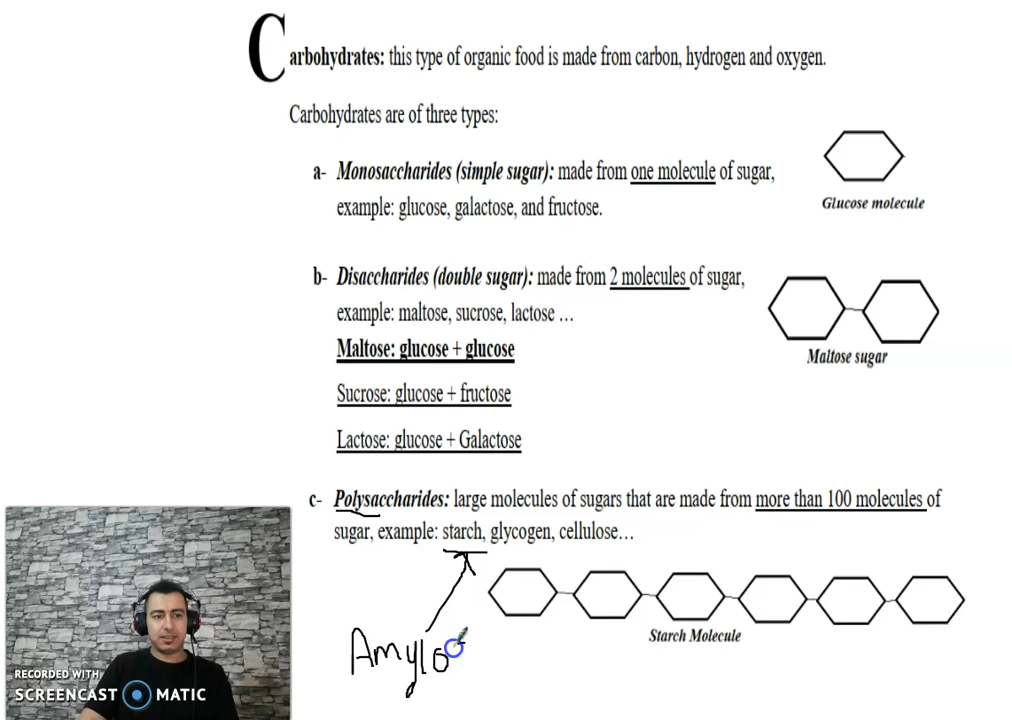 Carbohydrates: this type of organic food is made from carbon, hydrogen and oxygen.
Carbohydrates are of three types:
a- Monosaccharides (simple sugar): made from one molecule of sugar,
example: glucose, galactose, and fructose.
Glucose molecule
b- Disaccharides (double sugar): made from 2 molecules of sugar,
example: maltose, sucrose, lactose …
Maltose: glucose + glucose
Sucrose: glucose + fructose
Lactose: glucose + Galactose
Maltose sugar
c- Polysaccharides: large molecules of sugars that are made from more than 100 molecules of
sugar, example: starch, glycogen, cellulose…
Starch Molecule
Amylo
RECORDED WITH
SCREENCAST MATIC